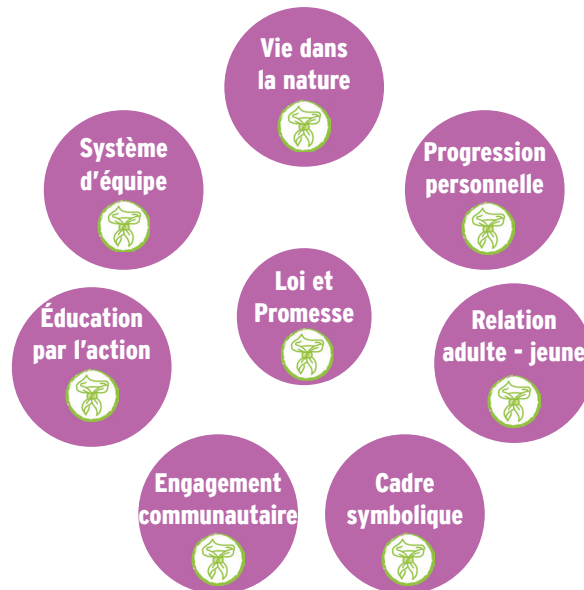 Vie dans
la nature
Système
d'équipe
Progression
personnelle
Loi et
Promesse
Éducation
par l'action
Relation
adulte - jeune
Engagement
communautaire
Cadre
symbolique